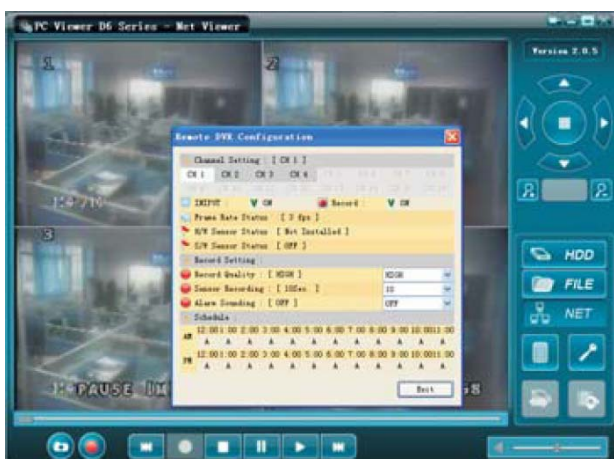 PC Viewer D6 Series - Net Viewer
Version 2.0.5
1
2
Remote DVR Configuration
Channel Setting : [ CH 1 ]
CH 1 CH 2 CH 3 CH 4
INIPUT : V ON Record : V ON
Frame Rate Status [ 3 fps ]
H/W Sensor Status [ Not Installed ]
S/W Sensor Status [ OFF ]
Record Setting :
Record Quality : [ HIGH ] HIGH
Sensor Recording : [ 10Sec ] 10
Alarm Sounding : [ OFF ] OFF
Schedule :
AM 12:00 1:00 2:00 3:00 4:00 5:00 6:00 7:00 8:00 9:00 10:00 11:00
A A A A A A A A A A A A
PM 12:00 1:00 2:00 3:00 4:00 5:00 6:00 7:00 8:00 9:00 10:00 11:00
A A A A A A A A A A A A
Exit
3
PAUSE
HDD
FILE
NET